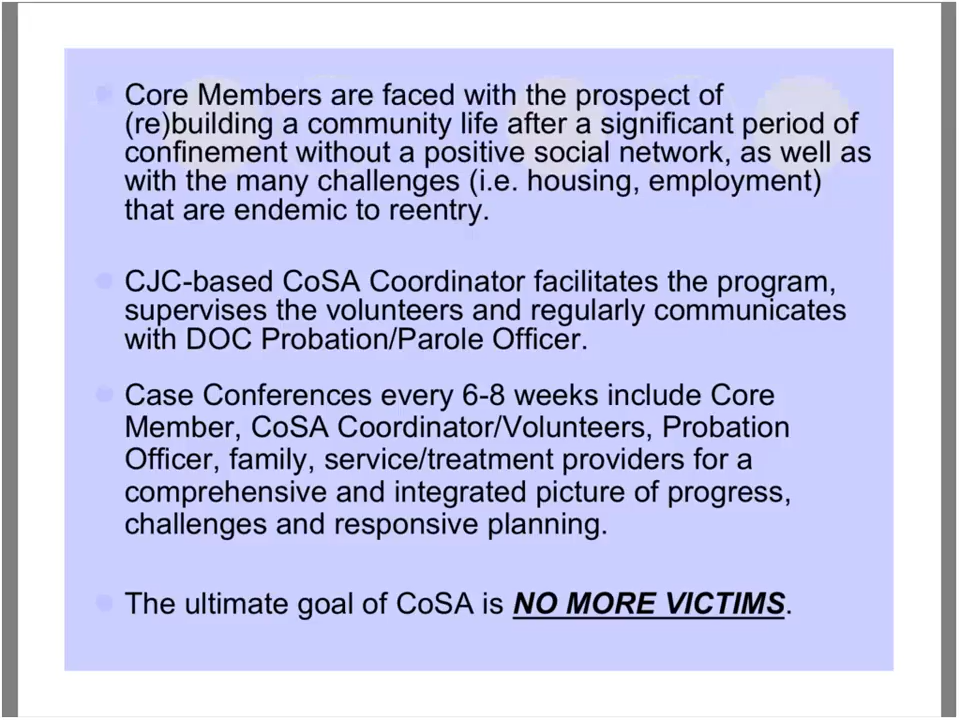 Core Members are faced with the prospect of
(re)building a community life after a significant period of
confinement without a positive social network, as well as
with the many challenges (i.e. housing, employment)
that are endemic to reentry.
CJC-based CoSA Coordinator facilitates the program,
supervises the volunteers and regularly communicates
with DOC Probation/Parole Officer.
Case Conferences every 6-8 weeks include Core
Member, CoSA Coordinator/Volunteers, Probation
Officer, family, service/treatment providers for a
comprehensive and integrated picture of progress,
challenges and responsive planning.
The ultimate goal of CoSA is NO MORE VICTIMS.